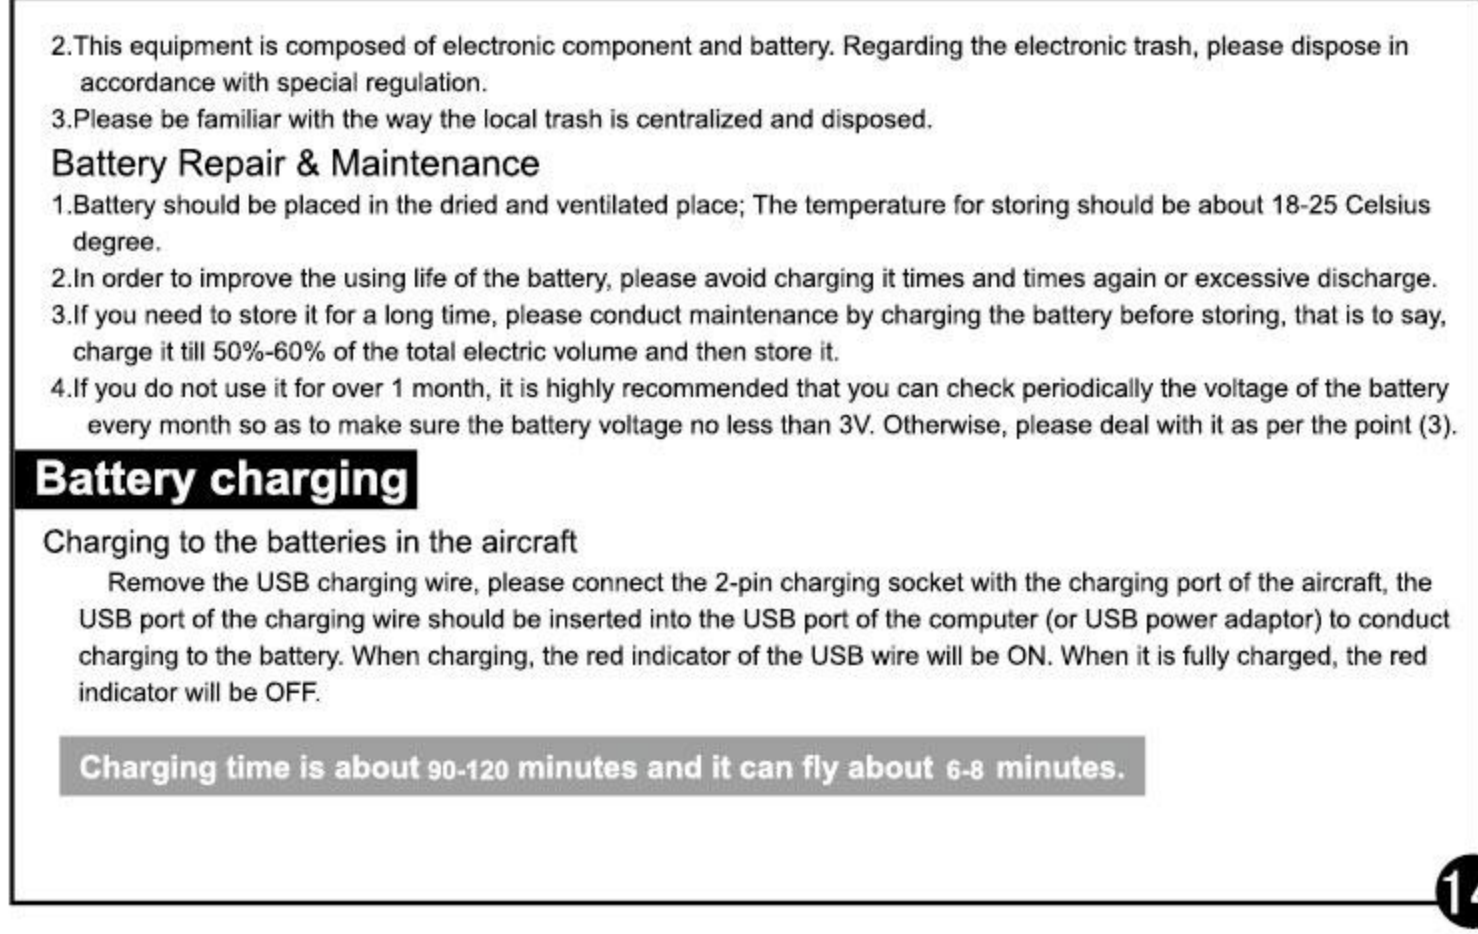 2.This equipment is composed of electronic component and battery. Regarding the electronic trash, please dispose in
accordance with special regulation.
3.Please be familiar with the way the local trash is centralized and disposed.
Battery Repair & Maintenance
1.Battery should be placed in the dried and ventilated place; The temperature for storing should be about 18-25 Celsius
degree.
2.In order to improve the using life of the battery, please avoid charging it times and times again or excessive discharge.
3.If you need to store it for a long time, please conduct maintenance by charging the battery before storing, that is to say,
charge it till 50%-60% of the total electric volume and then store it.
4.If you do not use it for over 1 month, it is highly recommended that you can check periodically the voltage of the battery
every month so as to make sure the battery voltage no less than 3V. Otherwise, please deal with it as per the point (3).
Battery charging
Charging to the batteries in the aircraft
Remove the USB charging wire, please connect the 2-pin charging socket with the charging port of the aircraft, the
USB port of the charging wire should be inserted into the USB port of the computer (or USB power adaptor) to conduct
charging to the battery. When charging, the red indicator of the USB wire will be ON. When it is fully charged, the red
indicator will be OFF.
Charging time is about 90-120 minutes and it can fly about 6-8 minutes.